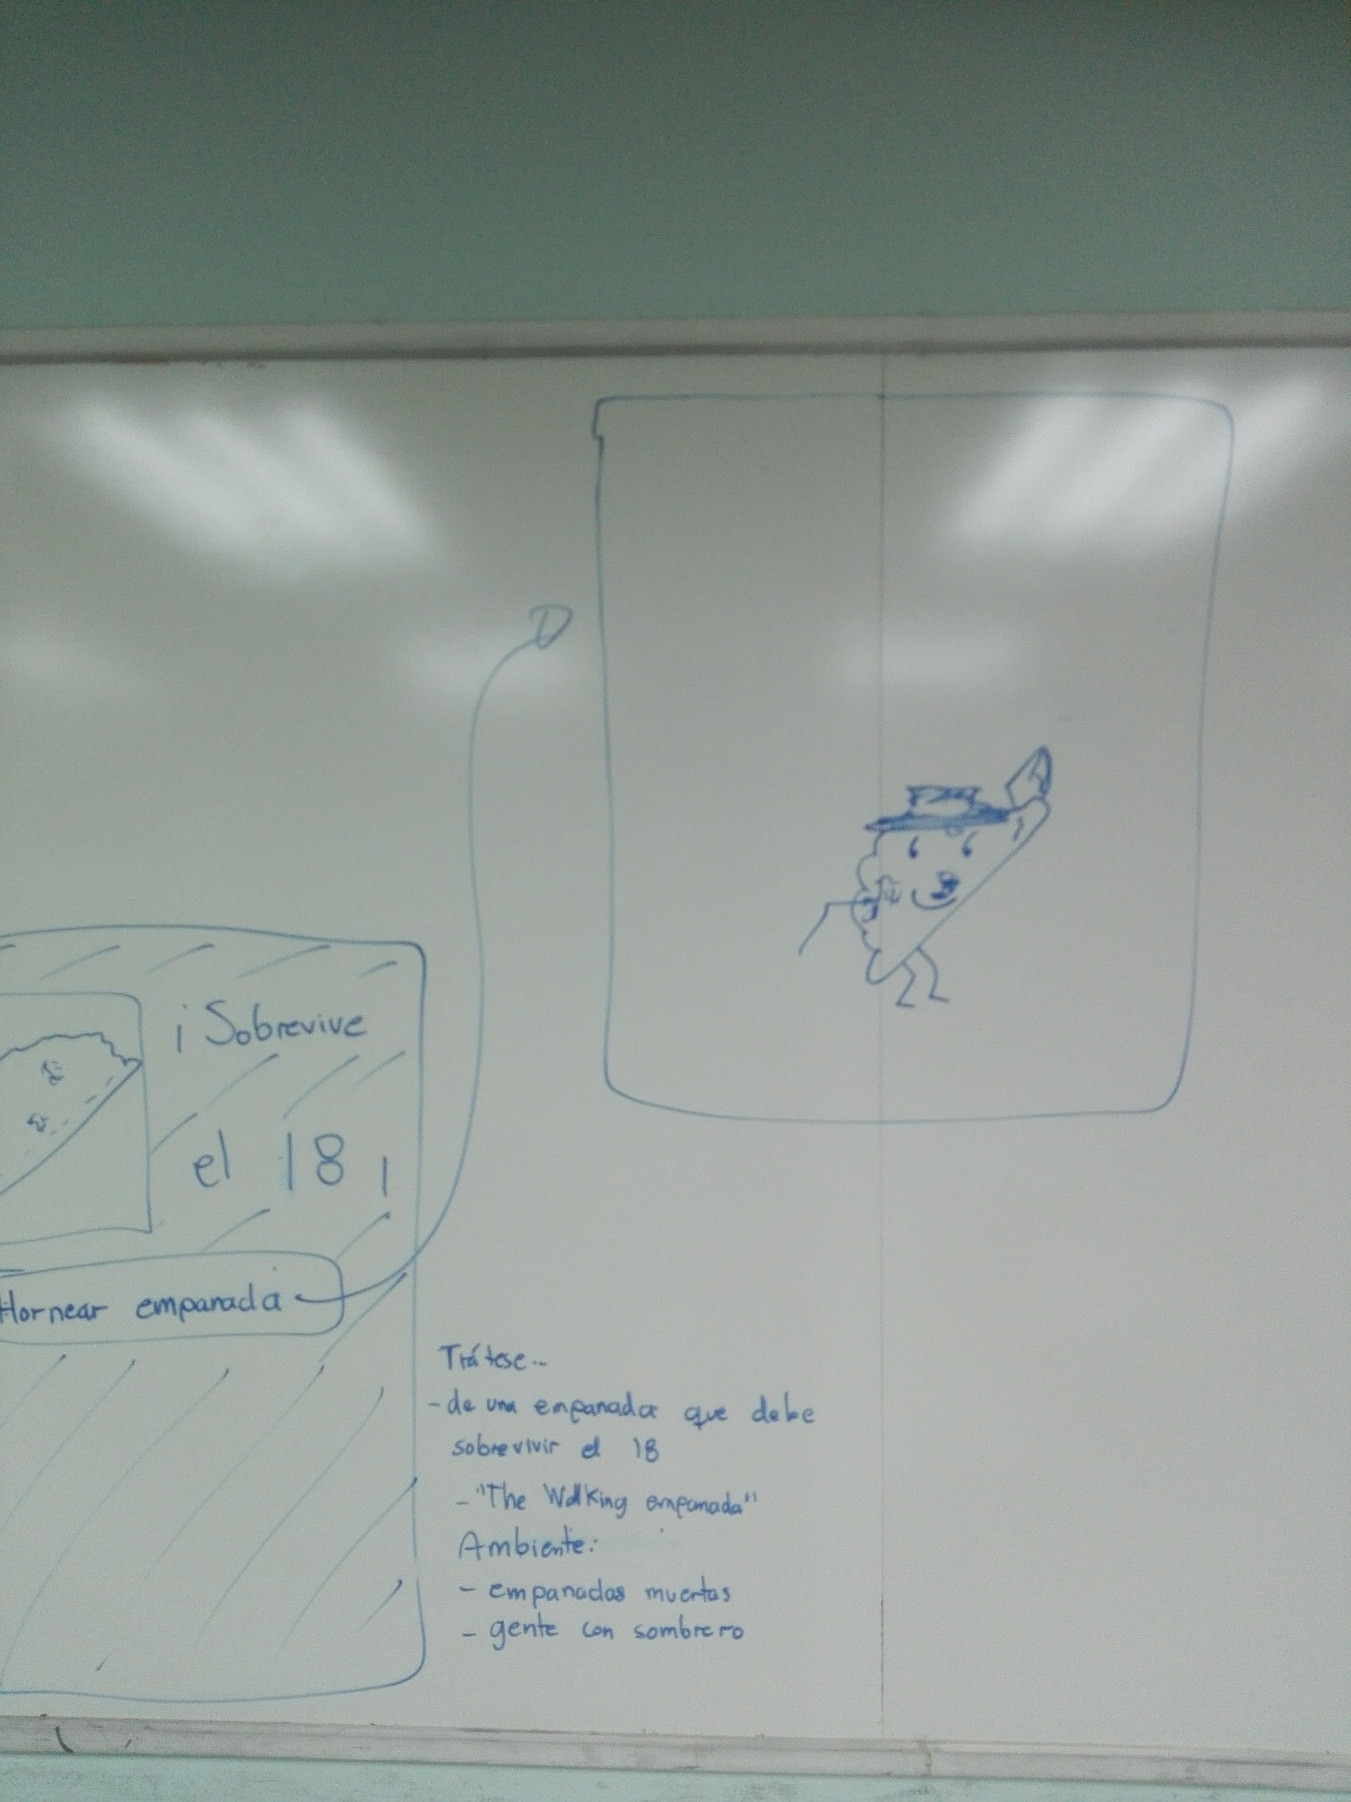 ¡Sobrevive
el 18!
Hornear empanada
Trátese...
- de una empanada que debe
sobrevivir el 18
- "The Walking empanada"
Ambiente:
- empanadas muertas
- gente con sombrero